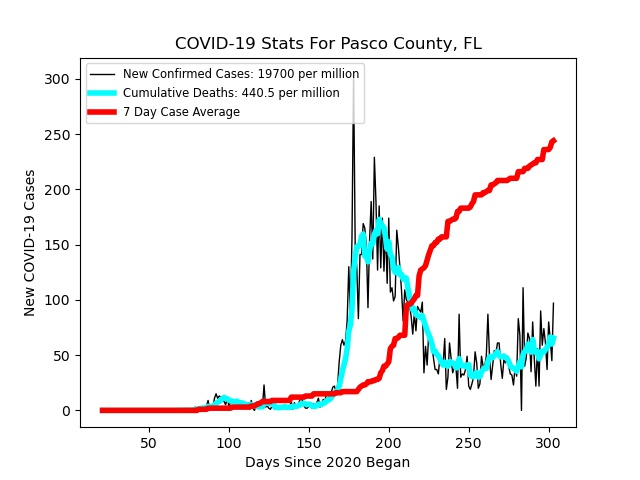 COVID-19 Stats For Pasco County, FL
New Confirmed Cases: 19700 per million
Cumulative Deaths: 440.5 per million
7 Day Case Average
New COVID-19 Cases
300
250
200
150
100
50
0
50 100 150 200 250 300
Days Since 2020 Began